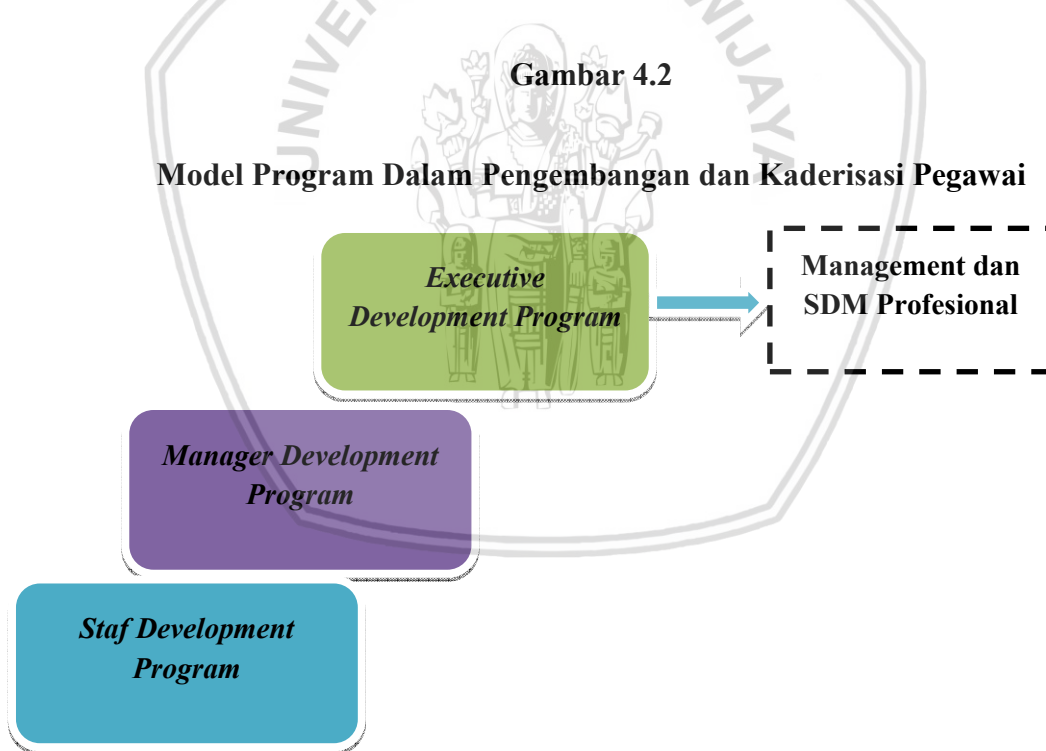 Gambar 4.2
Model Program Dalam Pengembangan dan Kaderisasi Pegawai
Executive
Development Program
Management dan
SDM Profesional
Manager Development
Program
Staf Development
Program